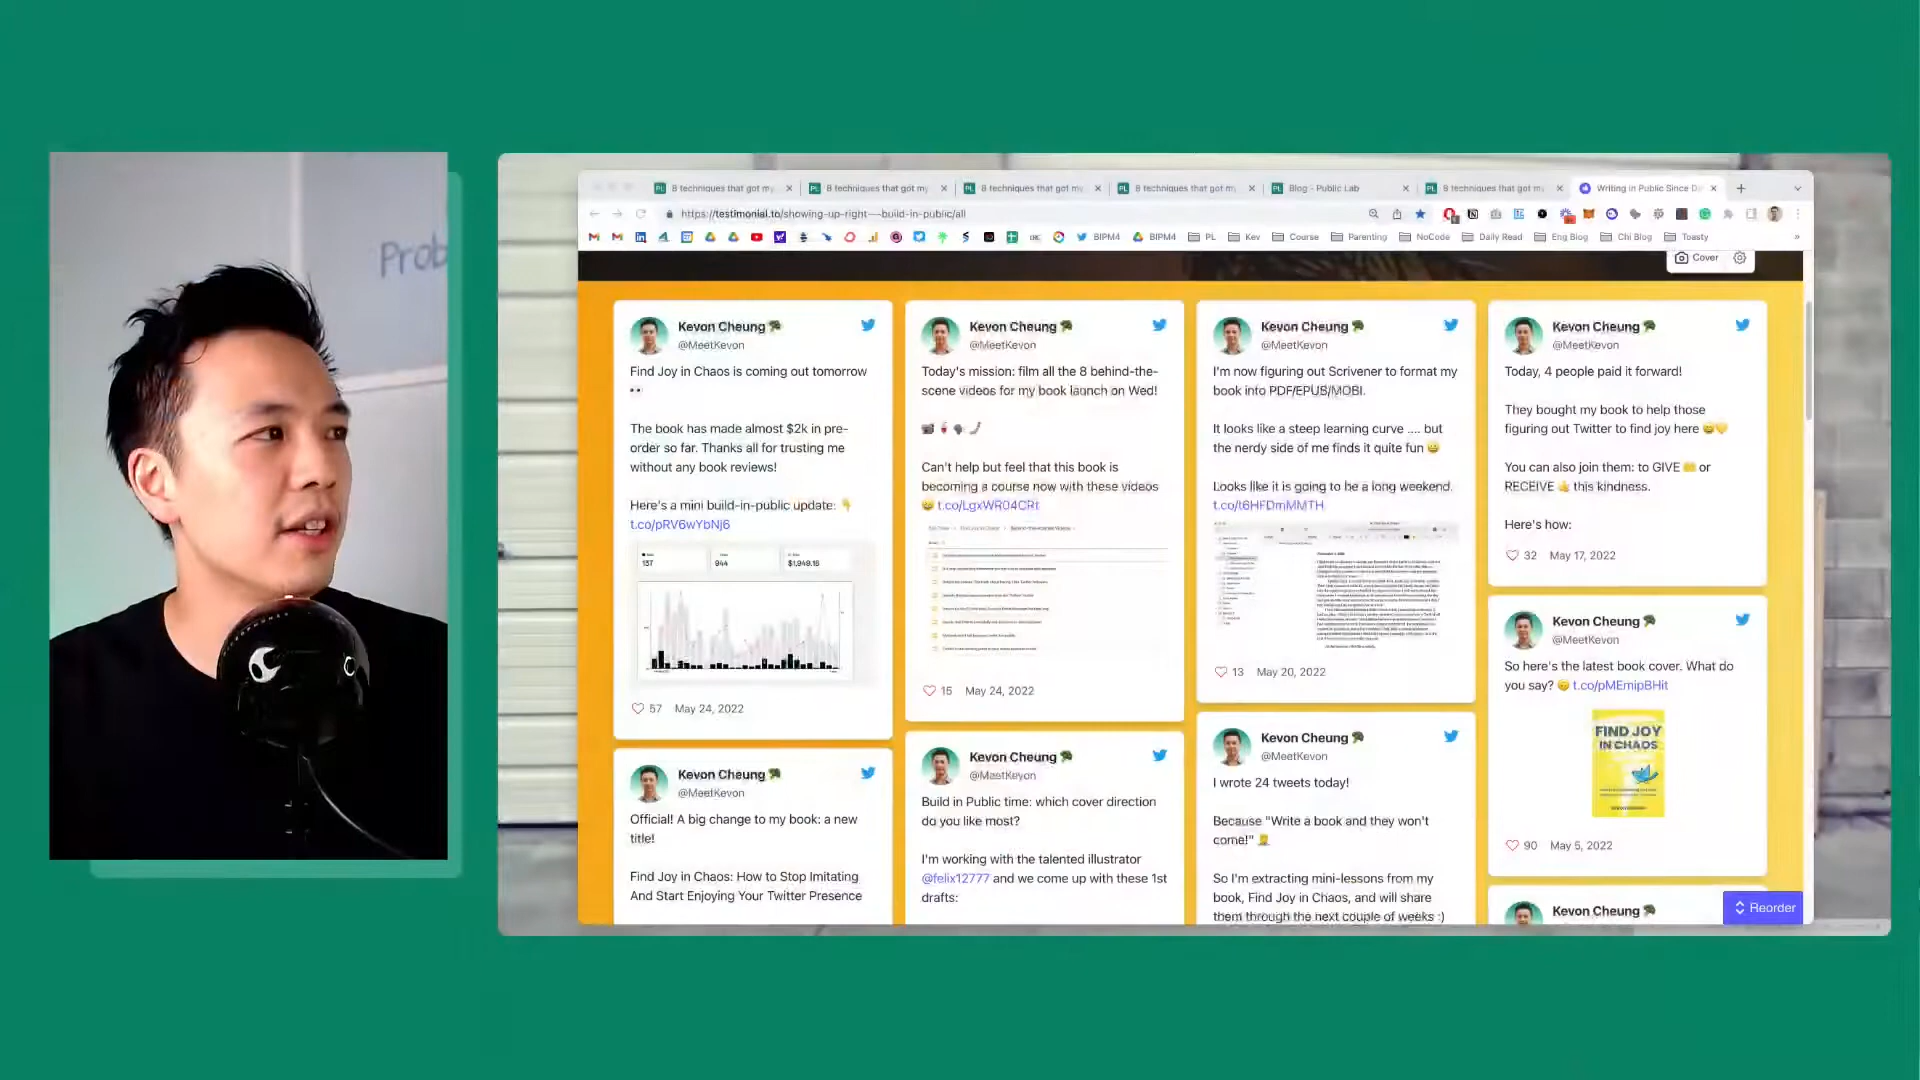 Prob
8 techniques that got my
8 techniques that got my
8 techniques that got my
8 techniques that got my
Blog - Public Lab
8 techniques that got my
Writing in Public Since Da
https://testimonial.to/showing-up-right---build-in-public/all
BIPM4
BIPM4
PL
Kev
Course
Parenting
NoCode
Daily Read
Eng Blog
Chi Blog
Toasty
Cover
Kevon Cheung
@MeetKevon
Find Joy in Chaos is coming out tomorrow
The book has made almost $2k in pre-
order so far. Thanks all for trusting me
without any book reviews!
Here's a mini build-in-public update:
t.co/pRV6wYbNj6
137
944
$1,949.18
57 May 24, 2022
Kevon Cheung
@MeetKevon
Official! A big change to my book: a new
title!
Find Joy in Chaos: How to Stop Imitating
And Start Enjoying Your Twitter Presence
Kevon Cheung
@MeetKevon
Today's mission: film all the 8 behind-the-
scene videos for my book launch on Wed!
Can't help but feel that this book is
becoming a course now with these videos
t.co/LgxWR04CRt
15 May 24, 2022
Kevon Cheung
@MeetKevon
Build in Public time: which cover direction
do you like most?
I'm working with the talented illustrator
@felix12777 and we come up with these 1st
drafts:
Kevon Cheung
@MeetKevon
I'm now figuring out Scrivener to format my
book into PDF/EPUB/MOBI.
It looks like a steep learning curve .... but
the nerdy side of me finds it quite fun
Looks like it is going to be a long weekend.
t.co/t6HFDmMMTH
13 May 20, 2022
Kevon Cheung
@MeetKevon
I wrote 24 tweets today!
Because "Write a book and they won't
come!"
So I'm extracting mini-lessons from my
book, Find Joy in Chaos, and will share
them through the next couple of weeks :)
Kevon Cheung
@MeetKevon
Today, 4 people paid it forward!
They bought my book to help those
figuring out Twitter to find joy here
You can also join them: to GIVE or
RECEIVE this kindness.
Here's how:
32 May 17, 2022
Kevon Cheung
@MeetKevon
So here's the latest book cover. What do
you say? t.co/pMEmipBHit
FIND JOY
IN CHAOS
90 May 5, 2022
Kevon Cheung
Reorder